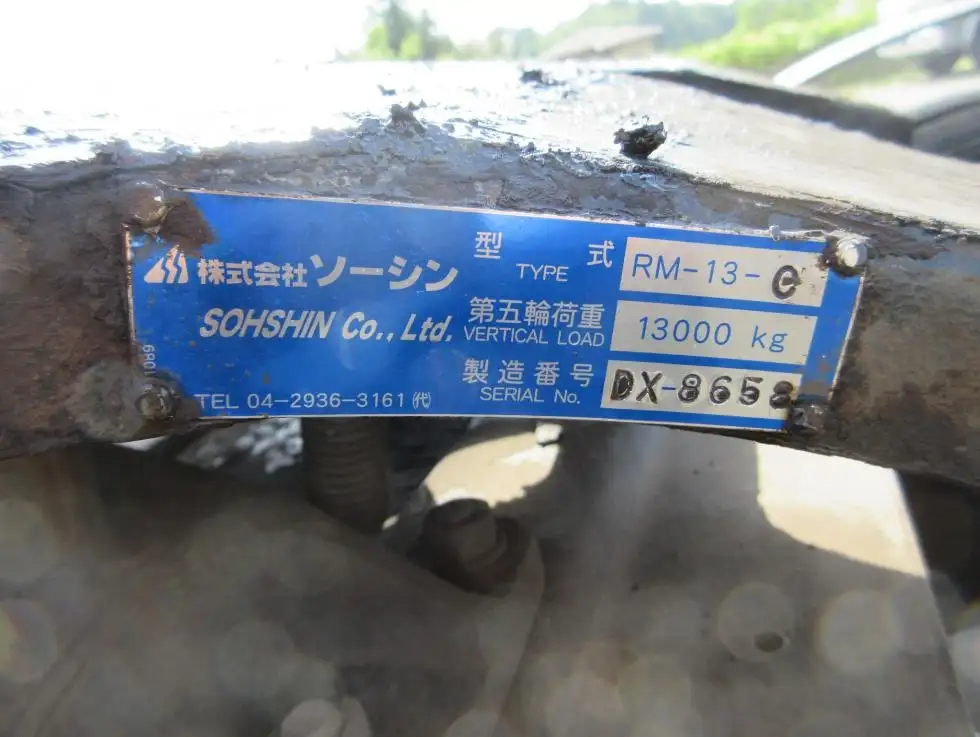 株式会社ソーシン
SOHSHIN Co., Ltd.
TEL 04-2936-3161 ㈹
型 式 RM-13-C
TYPE
第五輪荷重 13000 kg
VERTICAL LOAD
製造番号 DX-8658
SERIAL No.